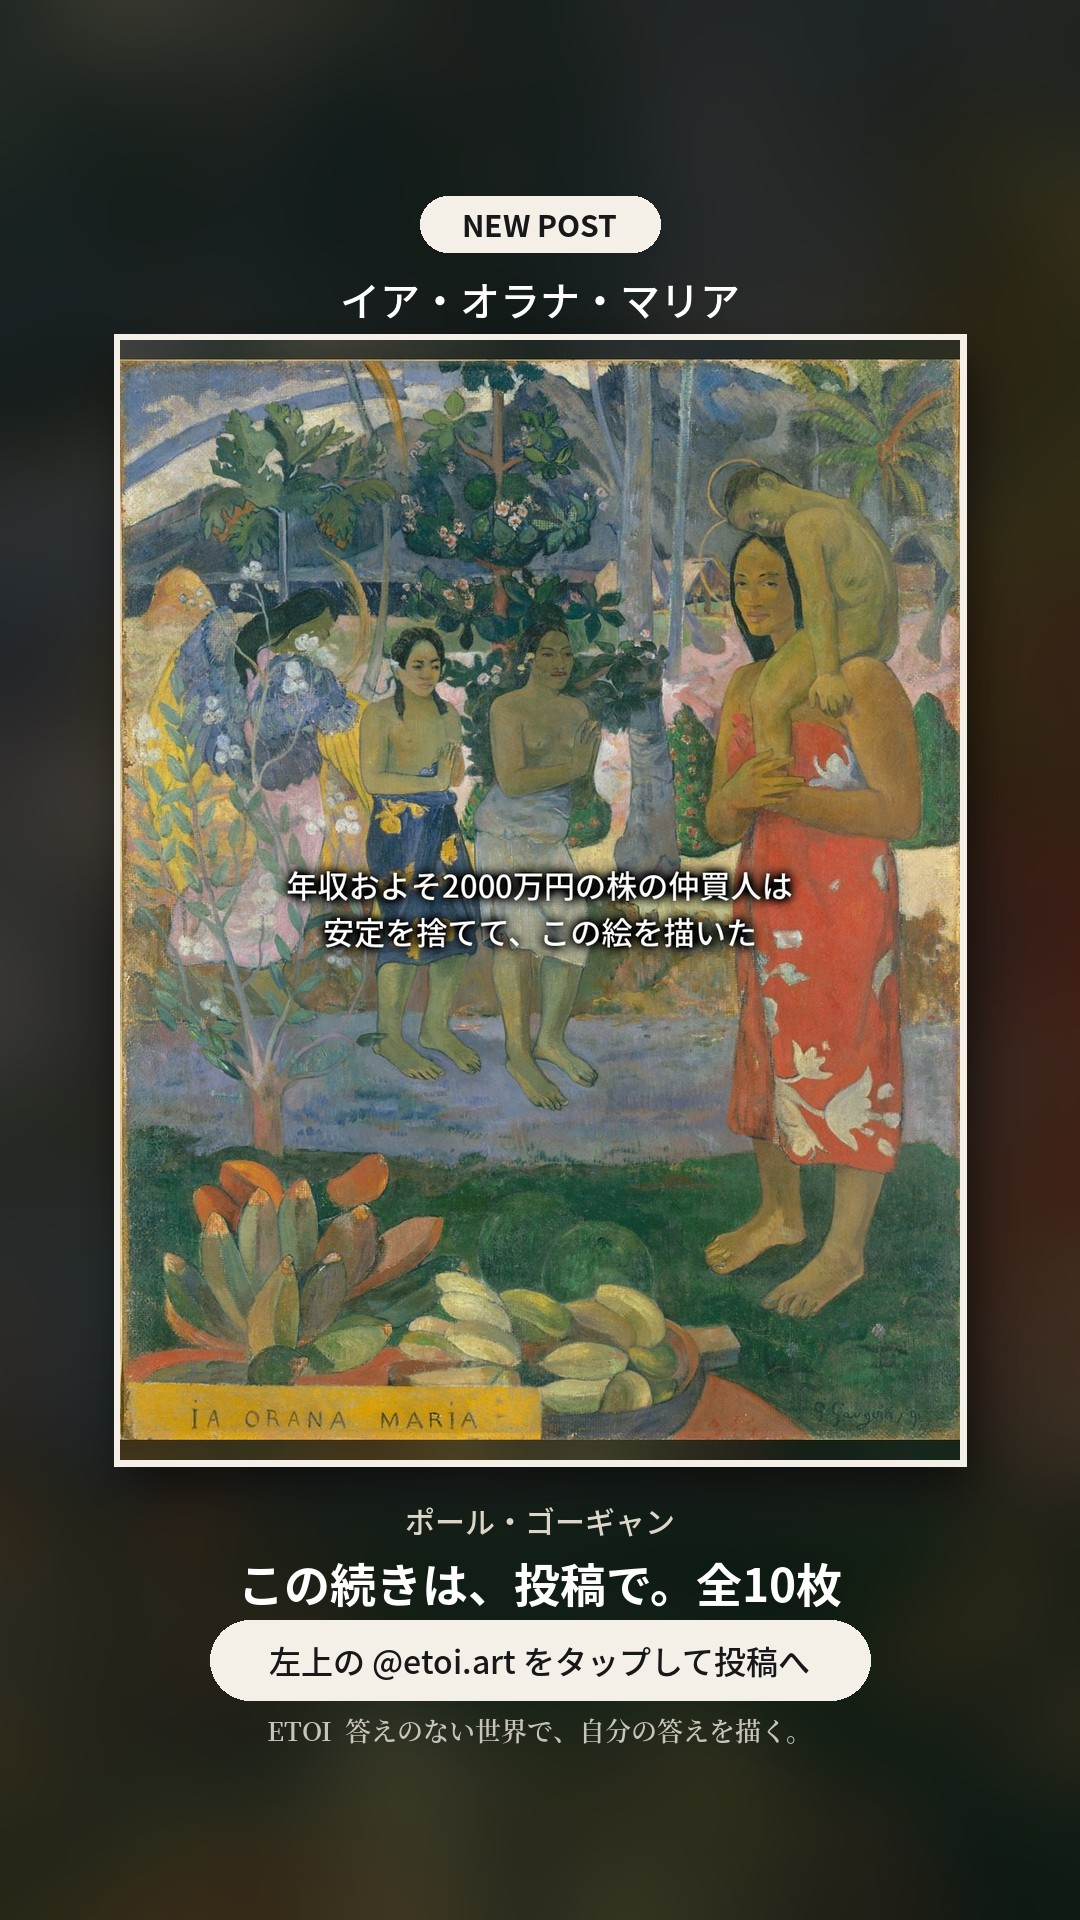 NEW POST
イア・オラナ・マリア
年収およそ2000万円の株の仲買人は
安定を捨てて、この絵を描いた
IA ORANA MARIA
P Gauguin 91
ポール・ゴーギャン
この続きは、投稿で。全10枚
左上の @etoi.art をタップして投稿へ
ETOI 答えのない世界で、自分の答えを描く。